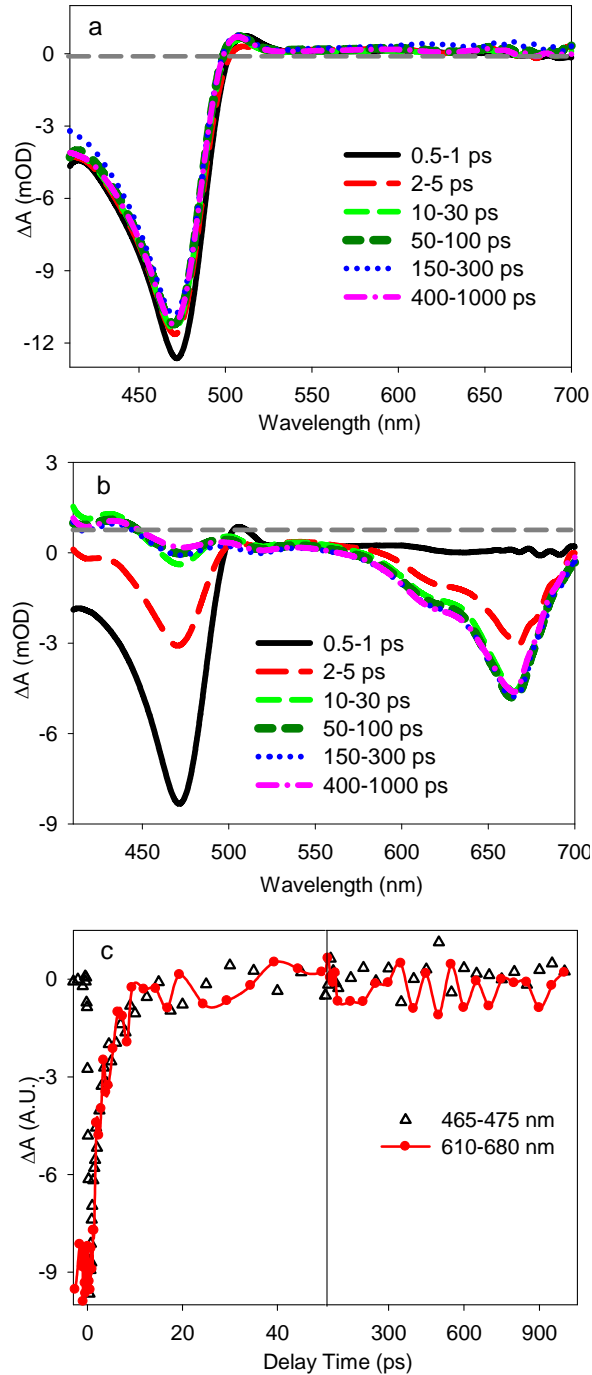 a
0
-3
-6
-9
-12
ΔA (mOD)
0.5-1 ps
2-5 ps
10-30 ps
50-100 ps
150-300 ps
400-1000 ps
450 500 550 600 650 700
Wavelength (nm)
b
3
0
-3
-6
-9
ΔA (mOD)
0.5-1 ps
2-5 ps
10-30 ps
50-100 ps
150-300 ps
400-1000 ps
450 500 550 600 650 700
Wavelength (nm)
c
0
-3
-6
-9
ΔA (A.U.)
465-475 nm
610-680 nm
0 20 40 300 600 900
Delay Time (ps)